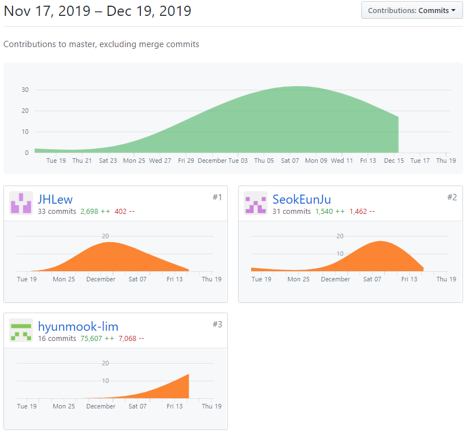 Nov 17, 2019 – Dec 19, 2019
Contributions: Commits
Contributions to master, excluding merge commits
30
20
10
0
Tue 19 Thu 21 Sat 23 Mon 25 Wed 27 Fri 29 December Tue 03 Thu 05 Sat 07 Mon 09 Wed 11 Fri 13 Dec 15 Tue 17 Thu 19
JHLew #1
33 commits 2,698 ++ 402 --
20
10
Tue 19 Mon 25 December Sat 07 Fri 13 Thu 19
SeokEunJu #2
31 commits 1,540 ++ 1,462 --
20
10
Tue 19 Mon 25 December Sat 07 Fri 13 Thu 19
hyunmook-lim #3
16 commits 75,607 ++ 7,068 --
20
10
Tue 19 Mon 25 December Sat 07 Fri 13 Thu 19